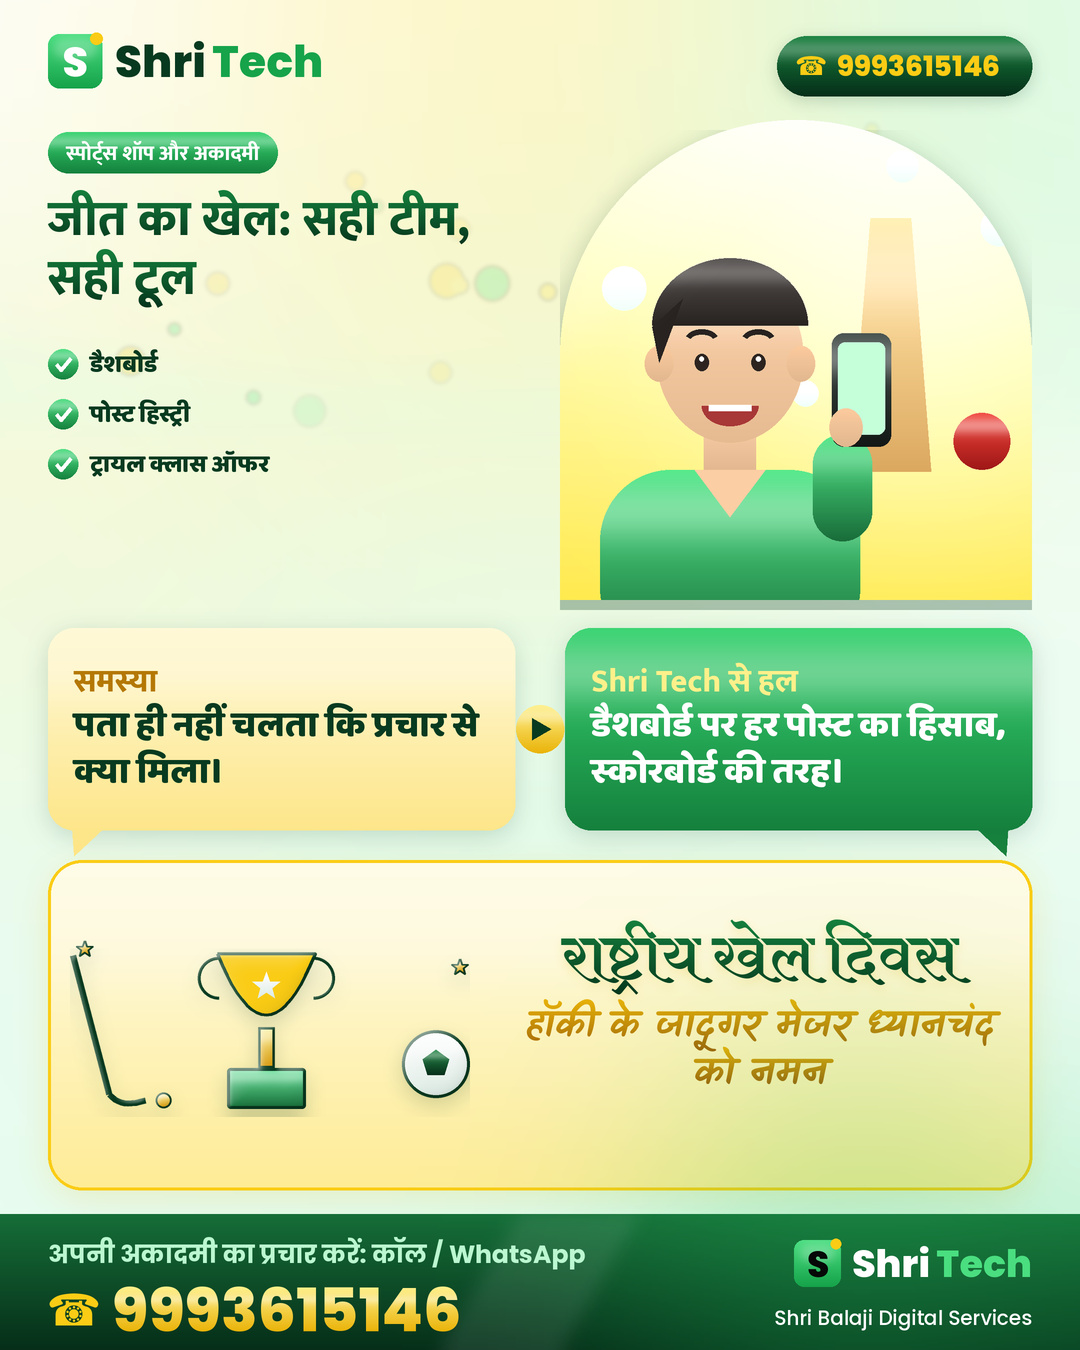 S Shri Tech
☎ 9993615146
स्पोर्ट्स शॉप और अकादमी
जीत का खेल: सही टीम,
सही टूल
डैशबोर्ड
पोस्ट हिस्ट्री
ट्रायल क्लास ऑफर
समस्या
पता ही नहीं चलता कि प्रचार से
क्या मिला।
Shri Tech से हल
डैशबोर्ड पर हर पोस्ट का हिसाब,
स्कोरबोर्ड की तरह।
राष्ट्रीय खेल दिवस
हॉकी के जादूगर मेजर ध्यानचंद
को नमन
अपनी अकादमी का प्रचार करें: कॉल / WhatsApp
☎ 9993615146
S Shri Tech
Shri Balaji Digital Services